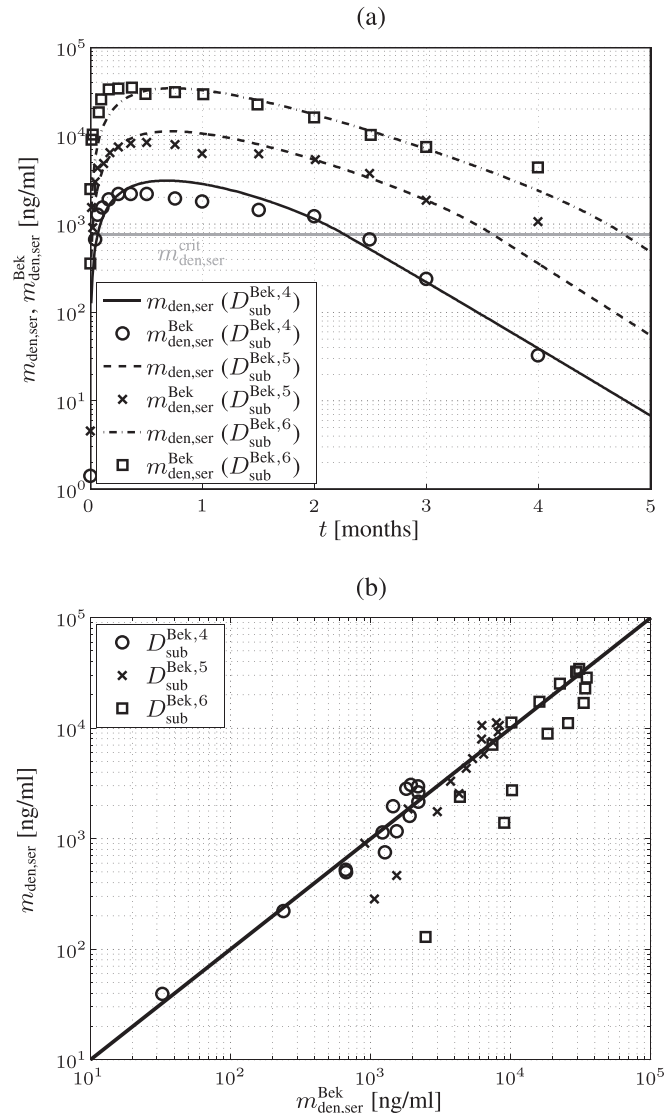 (a)
m_den,ser, m^Bek_den,ser [ng/ml]
10^5
10^4
10^3
10^2
10^1
10^0
m^crit_den,ser
m_den,ser (D^Bek,4_sub)
m^Bek_den,ser (D^Bek,4_sub)
m_den,ser (D^Bek,5_sub)
m^Bek_den,ser (D^Bek,5_sub)
m_den,ser (D^Bek,6_sub)
m^Bek_den,ser (D^Bek,6_sub)
0 1 2 3 4 5
t [months]
(b)
m_den,ser [ng/ml]
10^5
10^4
10^3
10^2
10^1
D^Bek,4_sub
D^Bek,5_sub
D^Bek,6_sub
10^1 10^2 10^3 10^4 10^5
m^Bek_den,ser [ng/ml]